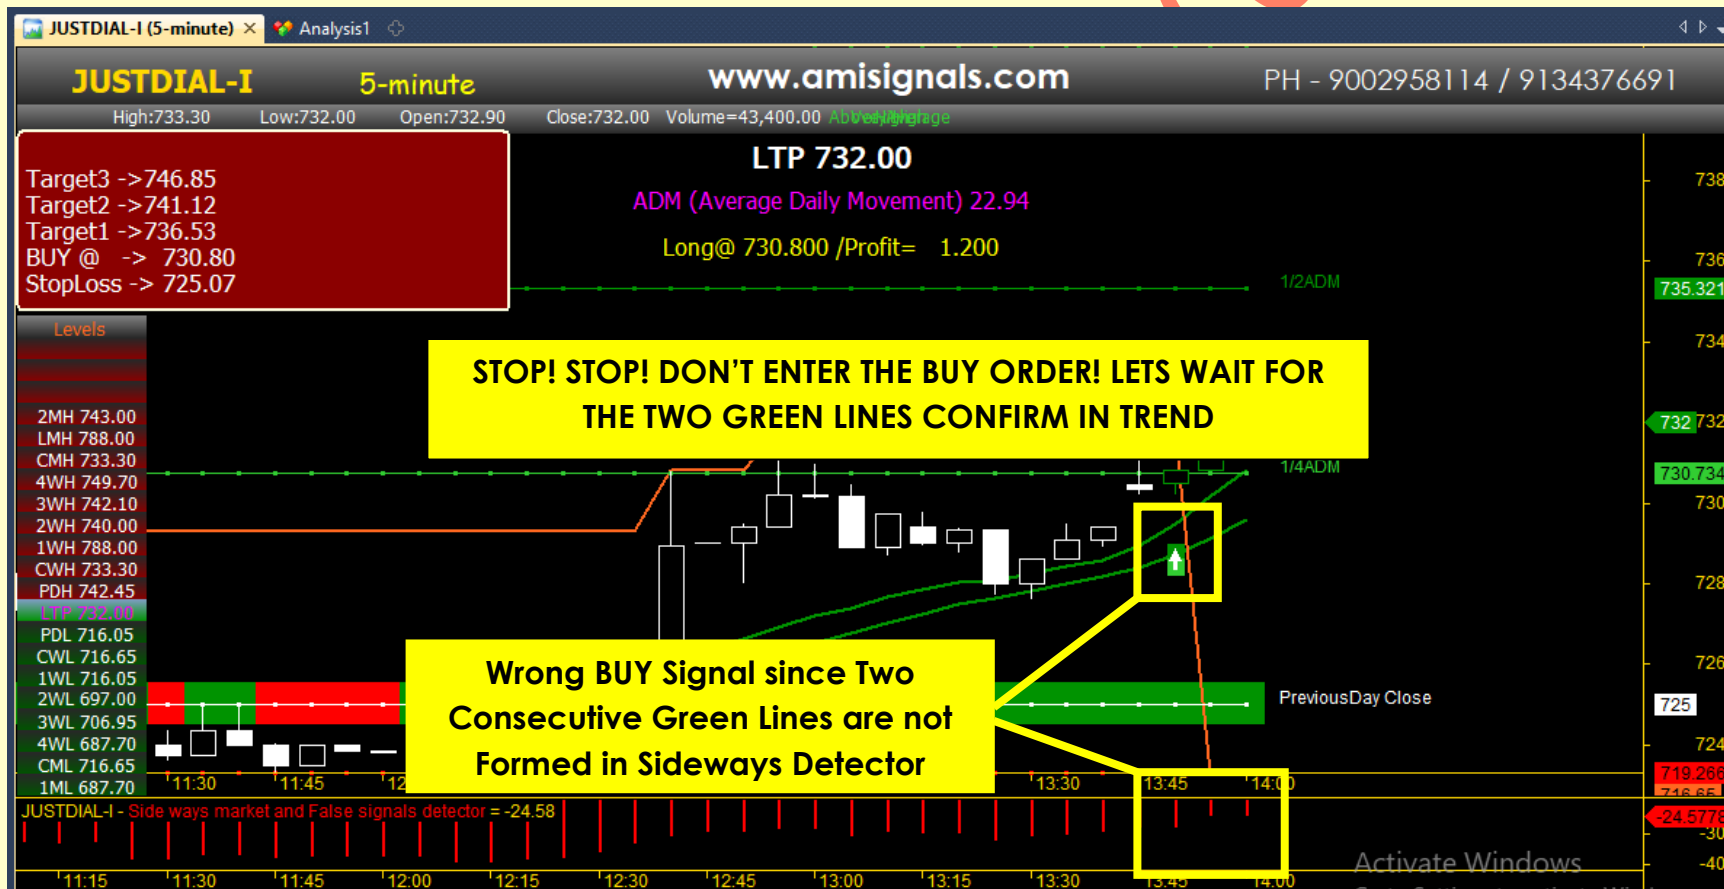 JUSTDIAL-I (5-minute) Analysis1
JUSTDIAL-I 5-minute www.amisignals.com PH - 9002958114 / 9134376691
High:733.30 Low:732.00 Open:732.90 Close:732.00 Volume=43,400.00
LTP 732.00
ADM (Average Daily Movement) 22.94
Long@ 730.800 /Profit= 1.200
Target3 ->746.85
Target2 ->741.12
Target1 ->736.53
BUY @ -> 730.80
StopLoss -> 725.07
1/2ADM
Levels
STOP! STOP! DON'T ENTER THE BUY ORDER! LETS WAIT FOR
THE TWO GREEN LINES CONFIRM IN TREND
1/4ADM
2MH 743.00
LMH 788.00
CMH 733.30
4WH 749.70
3WH 742.10
2WH 740.00
1WH 788.00
CWH 733.30
PDH 742.45
LTP 732.00
PDL 716.05
CWL 716.65
1WL 716.05
2WL 697.00
3WL 706.95
4WL 687.70
CML 716.65
1ML 687.70
Wrong BUY Signal since Two
Consecutive Green Lines are not
Formed in Sideways Detector
PreviousDay Close
738
736
735.321
734
732 732
730.734
730
728
726
725
724
719.266
716.65
11:30 11:45 13:30 13:45 14:00
JUSTDIAL-I - Side ways market and False signals detector = -24.58
-24.5778
-30
-40
11:15 11:30 11:45 12:00 12:15 12:30 12:45 13:00 13:15 13:30 13:45 14:00
Activate Windows